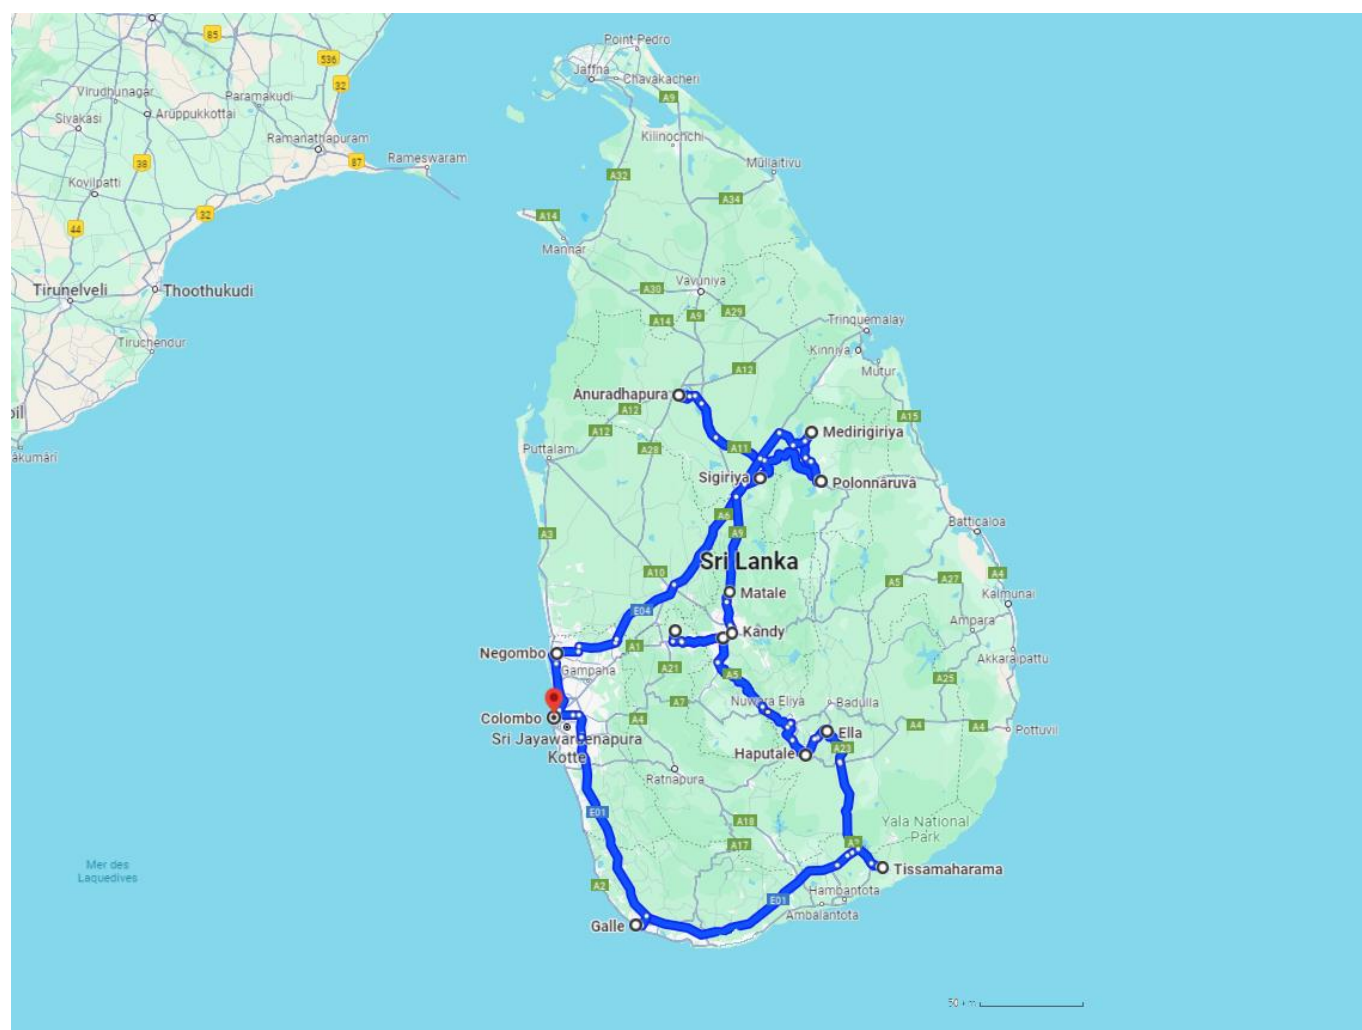 85
Point Pedro
536
Jaffna
Chavakacheri
32
A9
Virudhunagar
Paramakudi
Sivakasi
Aruppukkottai
Ramanathapuram
Kilinochchi
38
87
Rameswaram
Mullaitivu
Kovilpatti
A32
A34
32
44
A14
Mannar
Tirunelveli
Thoothukudi
A30
Vavuniya
A9
A29
A14
Trinquemalay
Tiruchendur
Kinniya
Mutur
A12
Anuradhapura
A12
A15
Medirigiriya
A12
A11
A28
Puttalam
Sigiriya
Polonnâruvâ
âkumârî
A6
Batticaloa
A3
A9
Sri Lanka
A10
A5
A27
A4
Matale
Kalmunai
E04
Ampara
Kandy
A1
Negombo
Akkaraipattu
Gampaha
A21
A5
A25
Nuwara Eliya
Badulla
A7
Colombo
A4
A4
A4
Pottuvil
Sri Jayawardenapura
Kotte
Ella
A23
Haputale
Ratnapura
E01
A18
Yala National
Park
A17
Mer des
Laquedives
Tissamaharama
A2
Hambantota
E01
Ambalantota
Galle